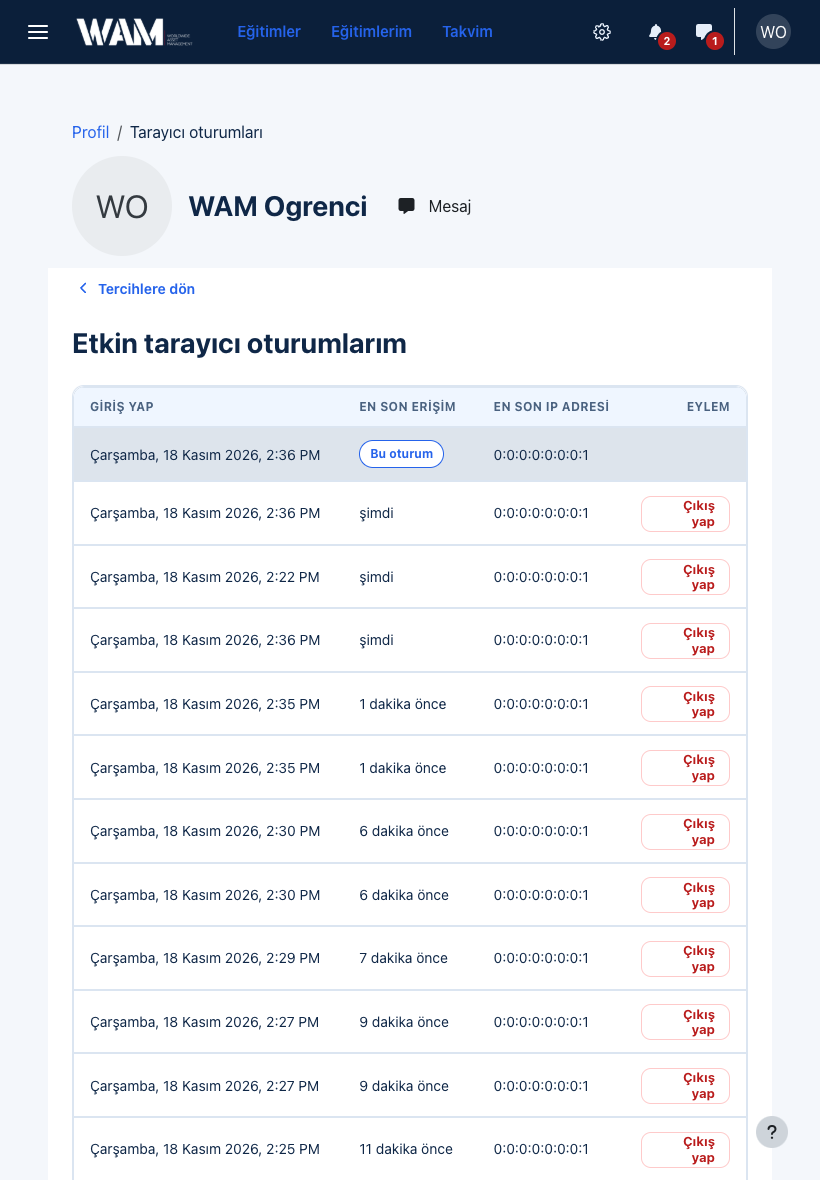 WAM WORLDWIDE
ASSET
MANAGEMENT
Eğitimler Eğitimlerim Takvim 2 1 WO
Profil / Tarayıcı oturumları
WO WAM Ogrenci Mesaj
Tercihlere dön
Etkin tarayıcı oturumlarım
GİRİŞ YAP EN SON ERİŞİM EN SON IP ADRESİ EYLEM
Çarşamba, 18 Kasım 2026, 2:36 PM Bu oturum 0:0:0:0:0:0:0:1
Çarşamba, 18 Kasım 2026, 2:36 PM şimdi 0:0:0:0:0:0:0:1 Çıkış
yap
Çarşamba, 18 Kasım 2026, 2:22 PM şimdi 0:0:0:0:0:0:0:1 Çıkış
yap
Çarşamba, 18 Kasım 2026, 2:36 PM şimdi 0:0:0:0:0:0:0:1 Çıkış
yap
Çarşamba, 18 Kasım 2026, 2:35 PM 1 dakika önce 0:0:0:0:0:0:0:1 Çıkış
yap
Çarşamba, 18 Kasım 2026, 2:35 PM 1 dakika önce 0:0:0:0:0:0:0:1 Çıkış
yap
Çarşamba, 18 Kasım 2026, 2:30 PM 6 dakika önce 0:0:0:0:0:0:0:1 Çıkış
yap
Çarşamba, 18 Kasım 2026, 2:30 PM 6 dakika önce 0:0:0:0:0:0:0:1 Çıkış
yap
Çarşamba, 18 Kasım 2026, 2:29 PM 7 dakika önce 0:0:0:0:0:0:0:1 Çıkış
yap
Çarşamba, 18 Kasım 2026, 2:27 PM 9 dakika önce 0:0:0:0:0:0:0:1 Çıkış
yap
Çarşamba, 18 Kasım 2026, 2:27 PM 9 dakika önce 0:0:0:0:0:0:0:1 Çıkış
yap
Çarşamba, 18 Kasım 2026, 2:25 PM 11 dakika önce 0:0:0:0:0:0:0:1 Çıkış
yap
?